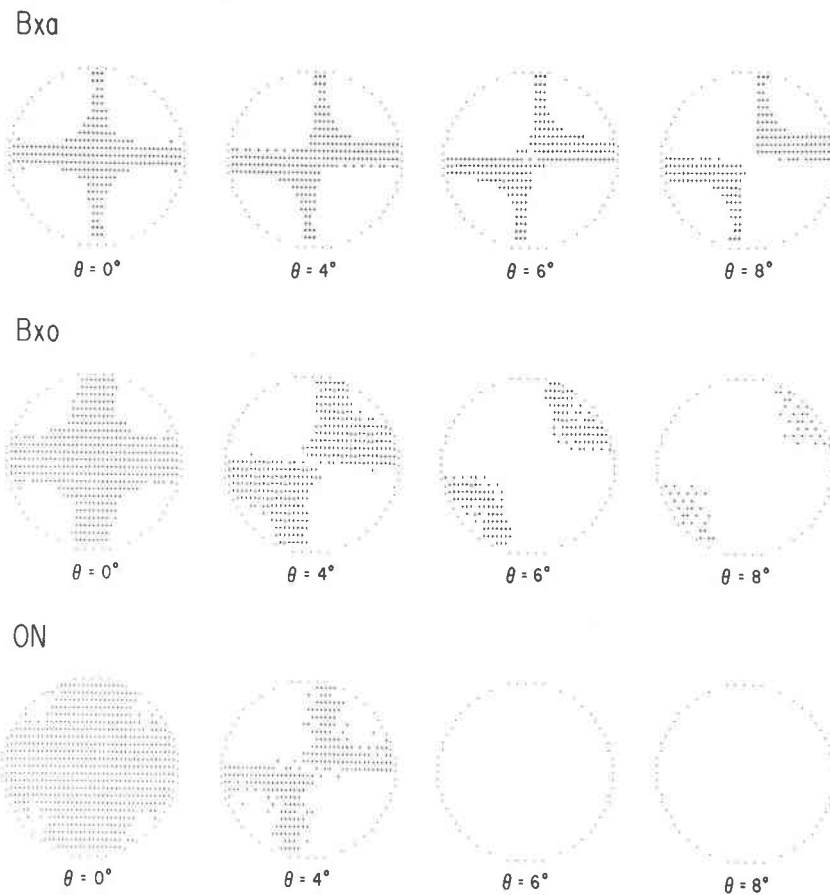 Bxa
θ = 0° θ = 4° θ = 6° θ = 8°
Bxo
θ = 0° θ = 4° θ = 6° θ = 8°
ON
θ = 0° θ = 4° θ = 6° θ = 8°